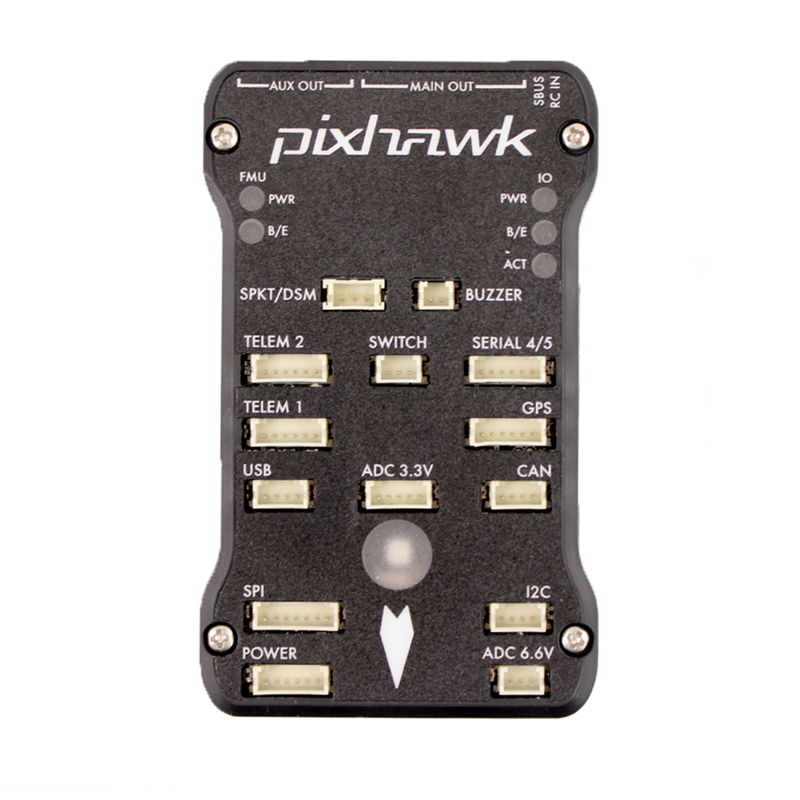 AUX OUT MAIN OUT SBUS
RC IN
pixhawk
FMU IO
PWR PWR
B/E B/E
ACT
SPKT/DSM BUZZER
TELEM 2 SWITCH SERIAL 4/5
TELEM 1 GPS
USB ADC 3.3V CAN
SPI I2C
POWER ADC 6.6V